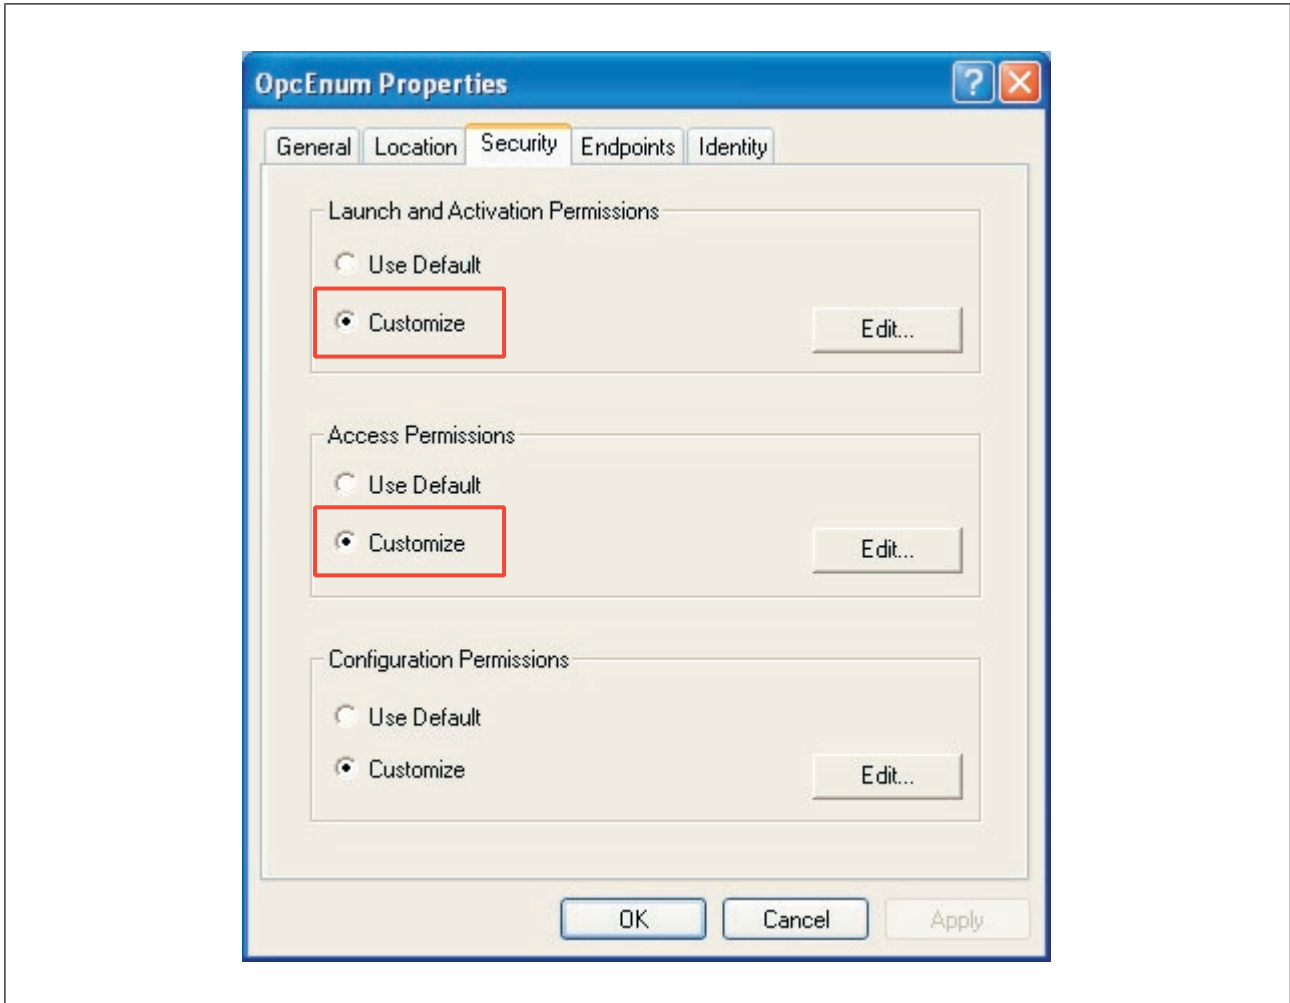 OpcEnum Properties
General Location Security Endpoints Identity
Launch and Activation Permissions
Use Default
Customize
Edit...
Access Permissions
Use Default
Customize
Edit...
Configuration Permissions
Use Default
Customize
Edit...
OK Cancel Apply